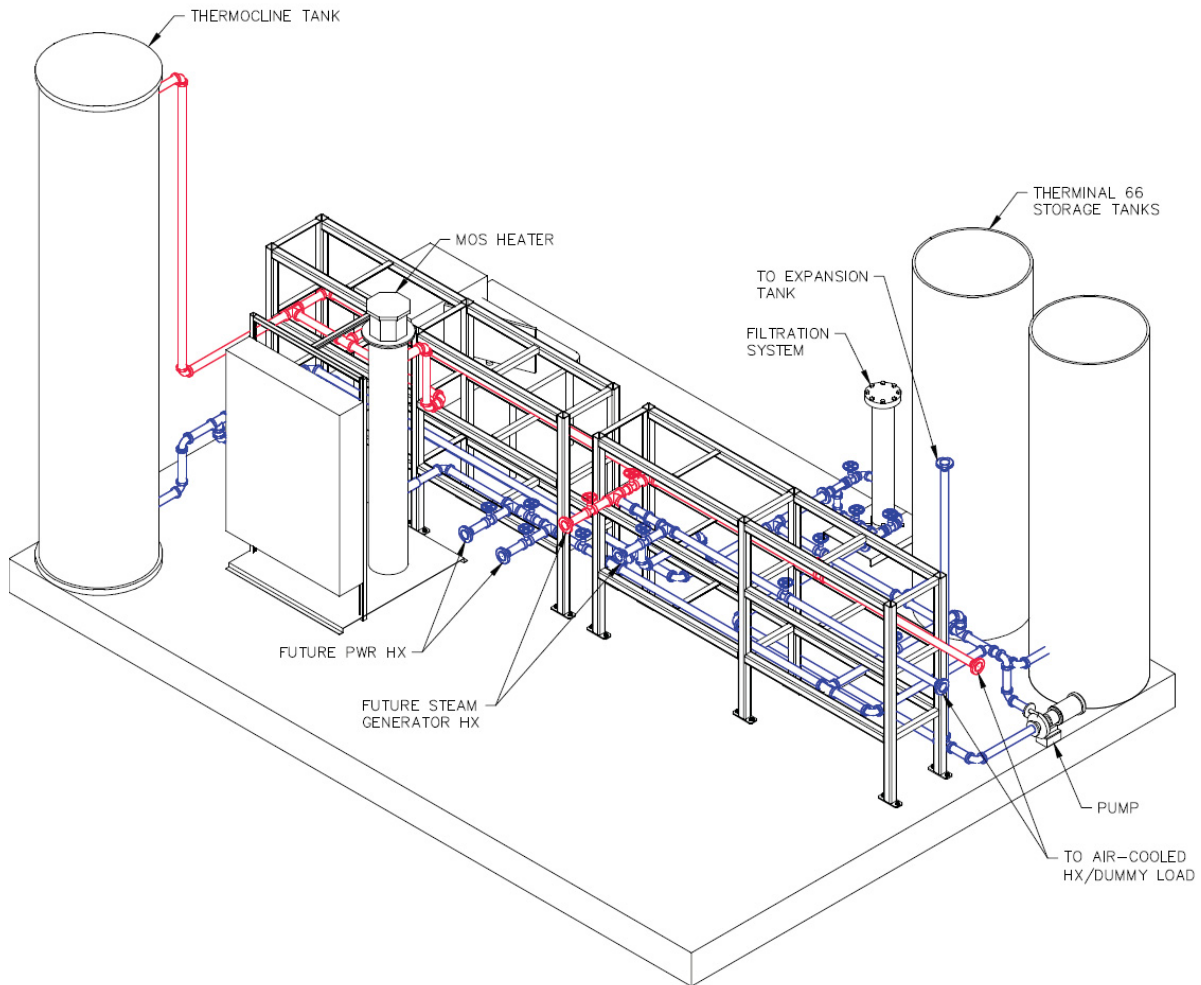 THERMOCLINE TANK
MOS HEATER
THERMINAL 66
STORAGE TANKS
TO EXPANSION
TANK
FILTRATION
SYSTEM
FUTURE PWR HX
FUTURE STEAM
GENERATOR HX
PUMP
TO AIR-COOLED
HX/DUMMY LOAD